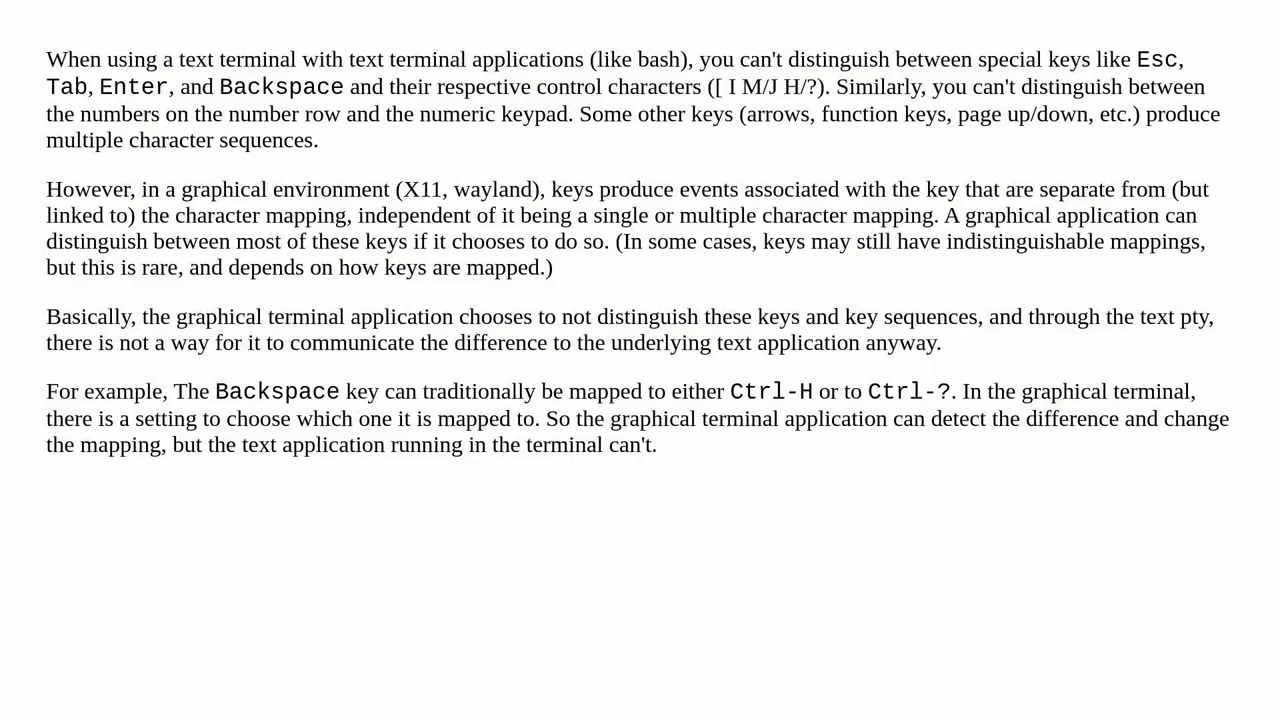 When using a text terminal with text terminal applications (like bash), you can't distinguish between special keys like Esc,
Tab, Enter, and Backspace and their respective control characters ([ I M/J H/?). Similarly, you can't distinguish between
the numbers on the number row and the numeric keypad. Some other keys (arrows, function keys, page up/down, etc.) produce
multiple character sequences.
However, in a graphical environment (X11, wayland), keys produce events associated with the key that are separate from (but
linked to) the character mapping, independent of it being a single or multiple character mapping. A graphical application can
distinguish between most of these keys if it chooses to do so. (In some cases, keys may still have indistinguishable mappings,
but this is rare, and depends on how keys are mapped.)
Basically, the graphical terminal application chooses to not distinguish these keys and key sequences, and through the text pty,
there is not a way for it to communicate the difference to the underlying text application anyway.
For example, The Backspace key can traditionally be mapped to either Ctrl-H or to Ctrl-?. In the graphical terminal,
there is a setting to choose which one it is mapped to. So the graphical terminal application can detect the difference and change
the mapping, but the text application running in the terminal can't.